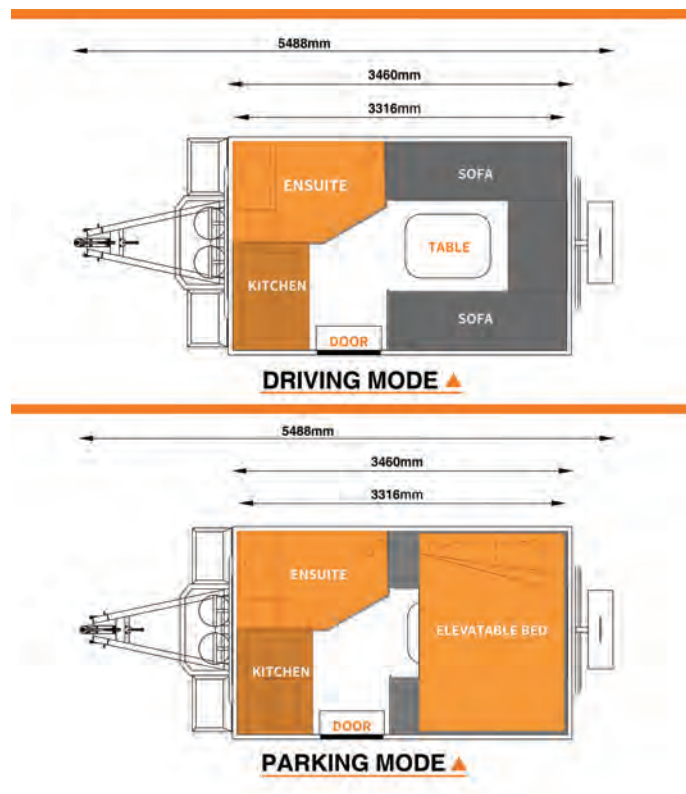 5488mm
3460mm
3316mm
ENSUITE
SOFA
TABLE
KITCHEN
SOFA
DOOR
DRIVING MODE
5488mm
3460mm
3316mm
ENSUITE
ELEVATABLE BED
KITCHEN
DOOR
PARKING MODE